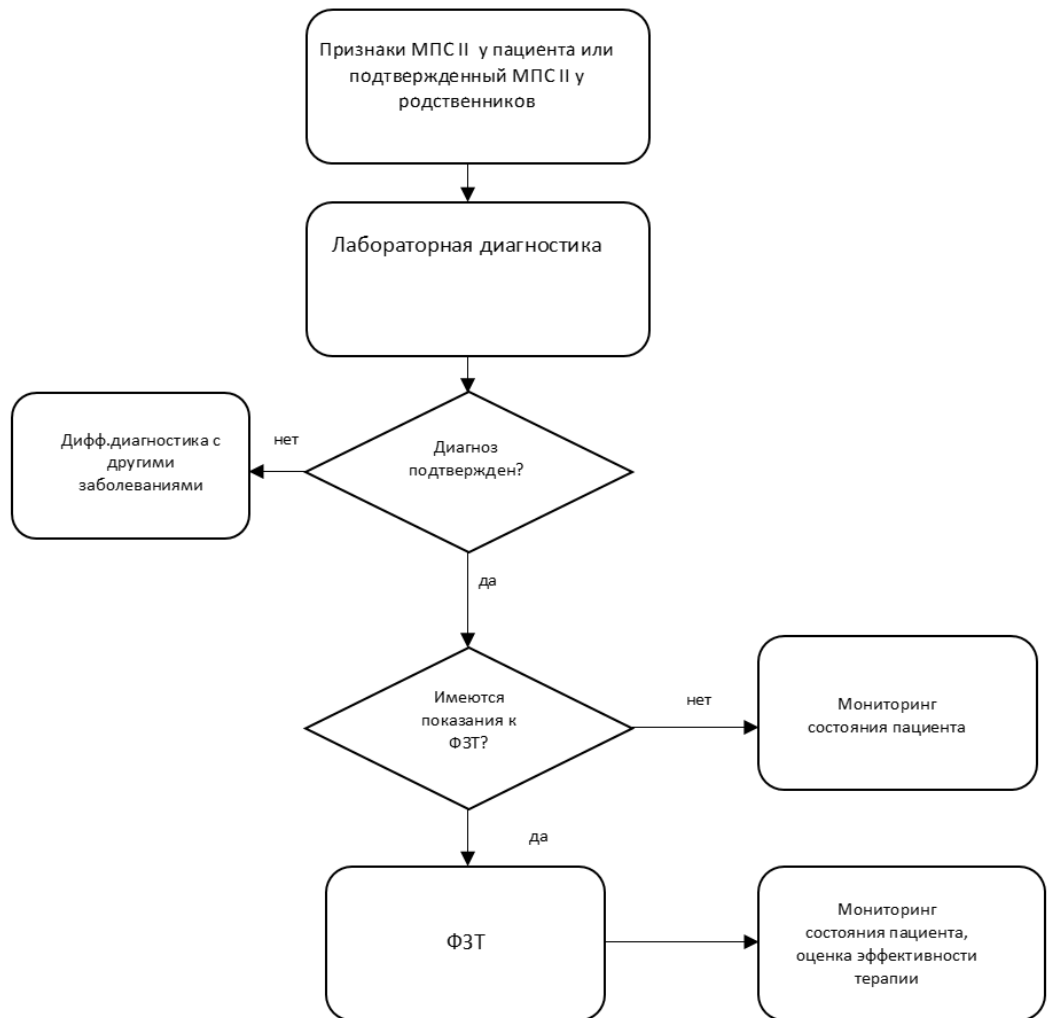 Признаки МПС II у пациента или
подтвержденный МПС II у
родственников
Лабораторная диагностика
Диагноз
подтвержден?
нет
Дифф.диагностика с
другими
заболеваниями
да
Имеются
показания к
ФЗТ?
нет
Мониторинг
состояния пациента
да
ФЗТ
Мониторинг
состояния пациента,
оценка эффективности
терапии